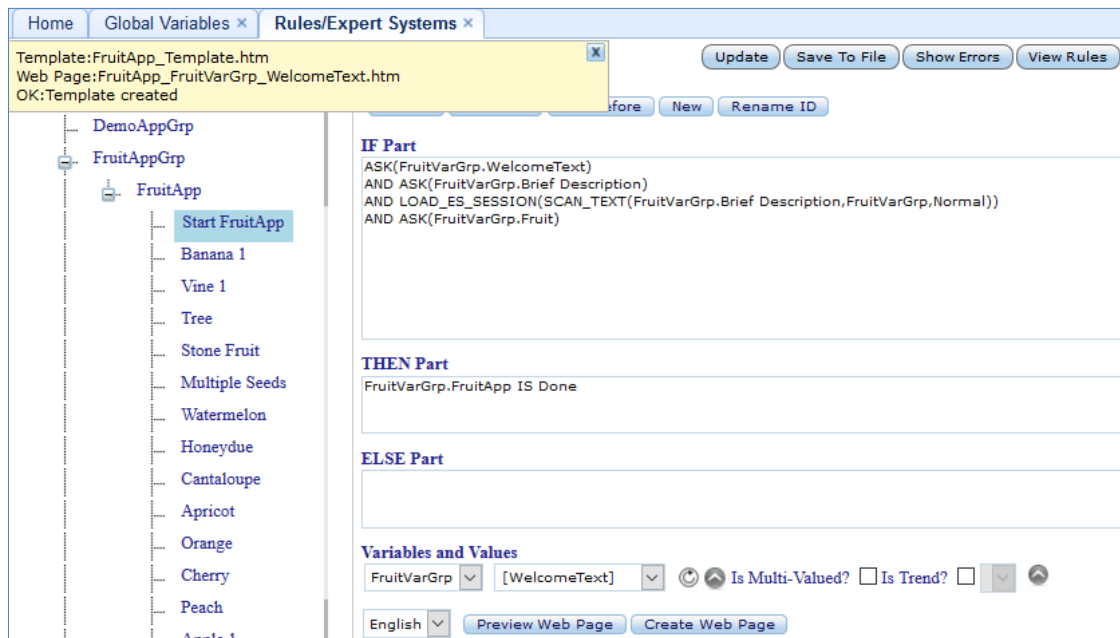 Home Global Variables × Rules/Expert Systems ×
Template:FruitApp_Template.htm
Web Page:FruitApp_FruitVarGrp_WelcomeText.htm
OK:Template created
x
Update Save To File Show Errors View Rules
New Rename ID
DemoAppGrp
FruitAppGrp
FruitApp
Start FruitApp
Banana 1
Vine 1
Tree
Stone Fruit
Multiple Seeds
Watermelon
Honeydue
Cantaloupe
Apricot
Orange
Cherry
Peach
IF Part
ASK(FruitVarGrp.WelcomeText)
AND ASK(FruitVarGrp.Brief Description)
AND LOAD_ES_SESSION(SCAN_TEXT(FruitVarGrp.Brief Description,FruitVarGrp,Normal))
AND ASK(FruitVarGrp.Fruit)
THEN Part
FruitVarGrp.FruitApp IS Done
ELSE Part
Variables and Values
FruitVarGrp [WelcomeText] Is Multi-Valued? Is Trend?
English Preview Web Page Create Web Page